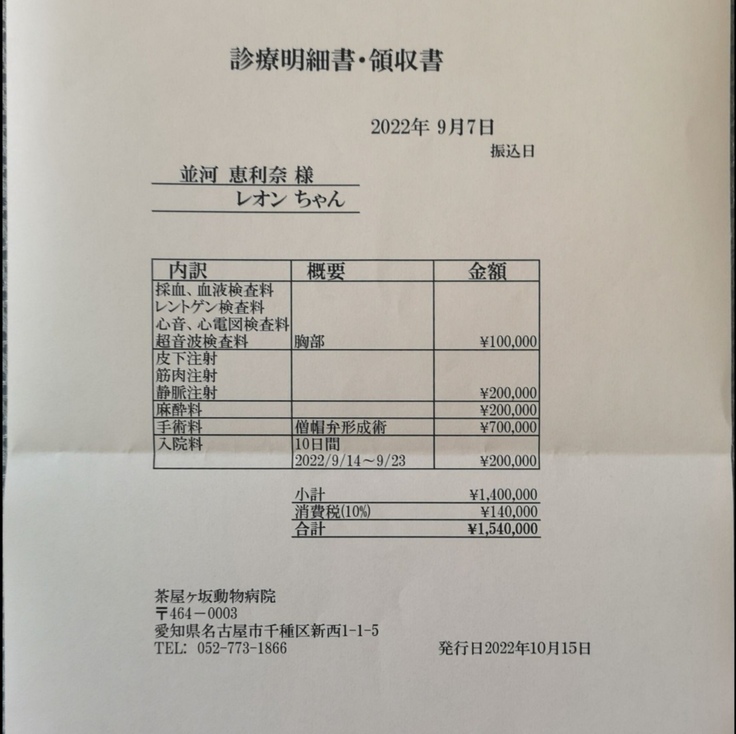 診療明細書・領収書
2022年 9月7日
振込日
並河 恵利奈 様
レオン ちゃん
内訳 概要 金額
採血、血液検査料
レントゲン検査料
心音、心電図検査料
超音波検査料 胸部 ¥100,000
皮下注射
筋肉注射
静脈注射 ¥200,000
麻酔料 ¥200,000
手術料 僧帽弁形成術 ¥700,000
入院料 10日間
2022/9/14～9/23 ¥200,000
小計 ¥1,400,000
消費税(10%) ¥140,000
合計 ¥1,540,000
茶屋ヶ坂動物病院
〒464－0003
愛知県名古屋市千種区新西1-1-5
TEL: 052-773-1866 発行日2022年10月15日